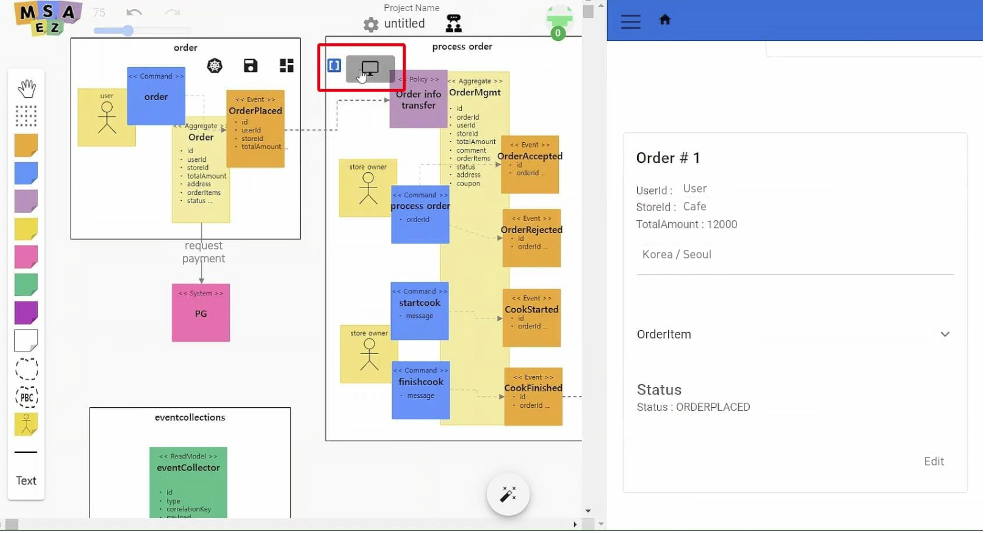 MSA
EZ
75
Project Name
untitled
0
order
<< Command >>
order
user
<< Aggregate >>
Order
· id
· userId
· storeId
· totalAmount
· address
· orderItems
· status ...
<< Event >>
OrderPlaced
· id
· userId
· storeId
· totalAmount...
request
payment
<< System >>
PG
process order
Policy >>
Order info
transfer
<< Aggregate >>
OrderMgmt
· id
· orderId
· userId
· storeId
· totalAmount
· comment
· orderItems
· status
· address
· coupon
<< Event >>
OrderAccepted
· id
· orderId ...
store owner
<< Command >>
process order
· orderId
<< Event >>
OrderRejected
· id
· orderId ...
<< Command >>
startcook
· message
<< Event >>
CookStarted
· id
· orderId ...
store owner
<< Command >>
finishcook
· message
<< Event >>
CookFinished
· id
· orderId ...
eventcollections
<< ReadModel >>
eventCollector
· id
· type
· correlationKey
· payload
PBC
Text
Order # 1
UserId : User
StoreId : Cafe
TotalAmount : 12000
Korea / Seoul
OrderItem
Status
Status : ORDERPLACED
Edit